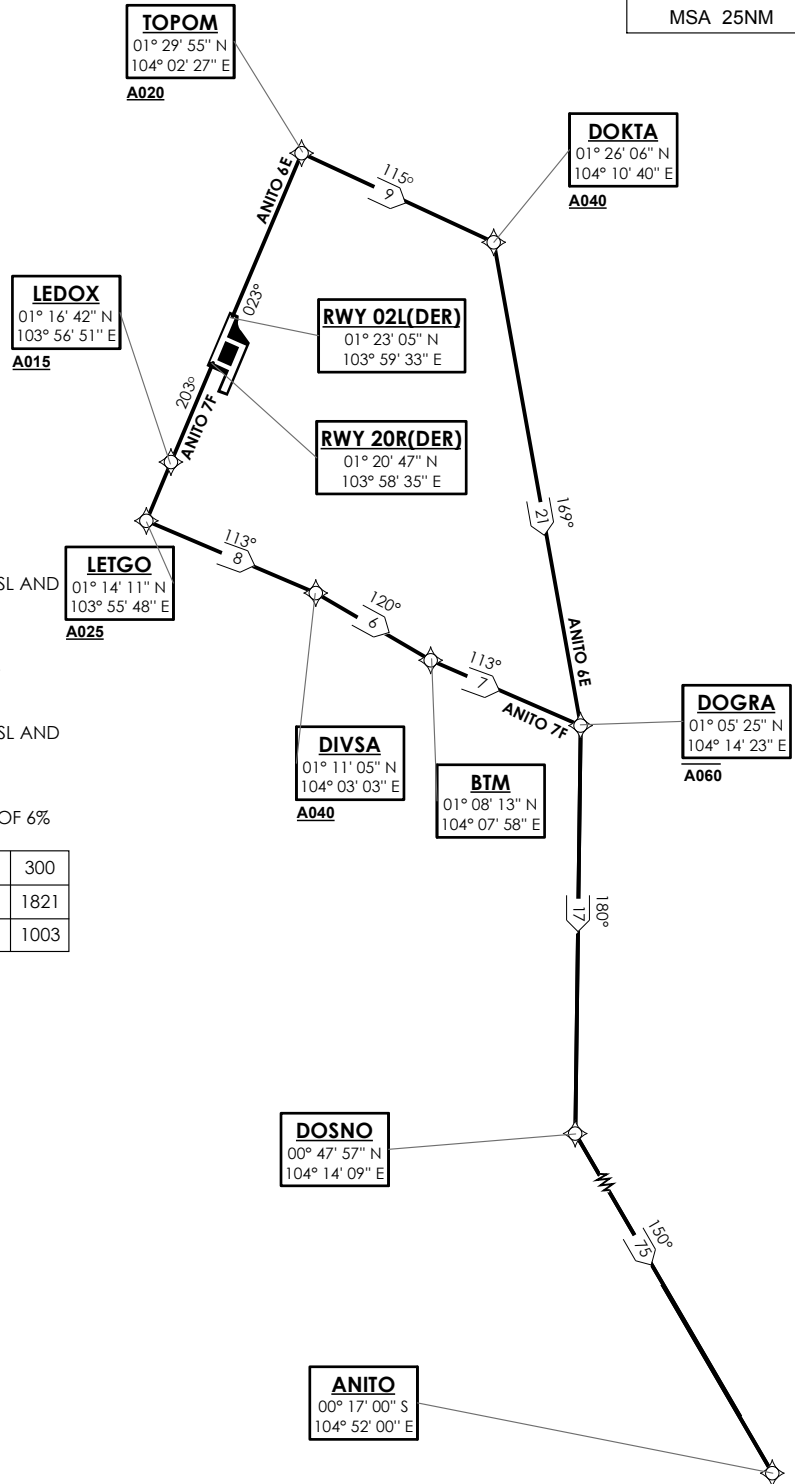 MSA 25NM
TOPOM
01° 29' 55" N
104° 02' 27" E
A020
DOKTA
01° 26' 06" N
104° 10' 40" E
A040
ANITO 6E
115°
9
LEDOX
01° 16' 42" N
103° 56' 51" E
A015
023°
RWY 02L(DER)
01° 23' 05" N
103° 59' 33" E
203°
ANITO 7F
RWY 20R(DER)
01° 20' 47" N
103° 58' 35" E
169°
21
SL AND
LETGO
01° 14' 11" N
103° 55' 48" E
A025
113°
8
120°
6
113°
7
ANITO 7F
ANITO 6E
SL AND
DIVSA
01° 11' 05" N
104° 03' 03" E
A040
BTM
01° 08' 13" N
104° 07' 58" E
DOGRA
01° 05' 25" N
104° 14' 23" E
A060
OF 6%
300
1821
1003
180°
17
DOSNO
00° 47' 57" N
104° 14' 09" E
150°
75
ANITO
00° 17' 00" S
104° 52' 00" E